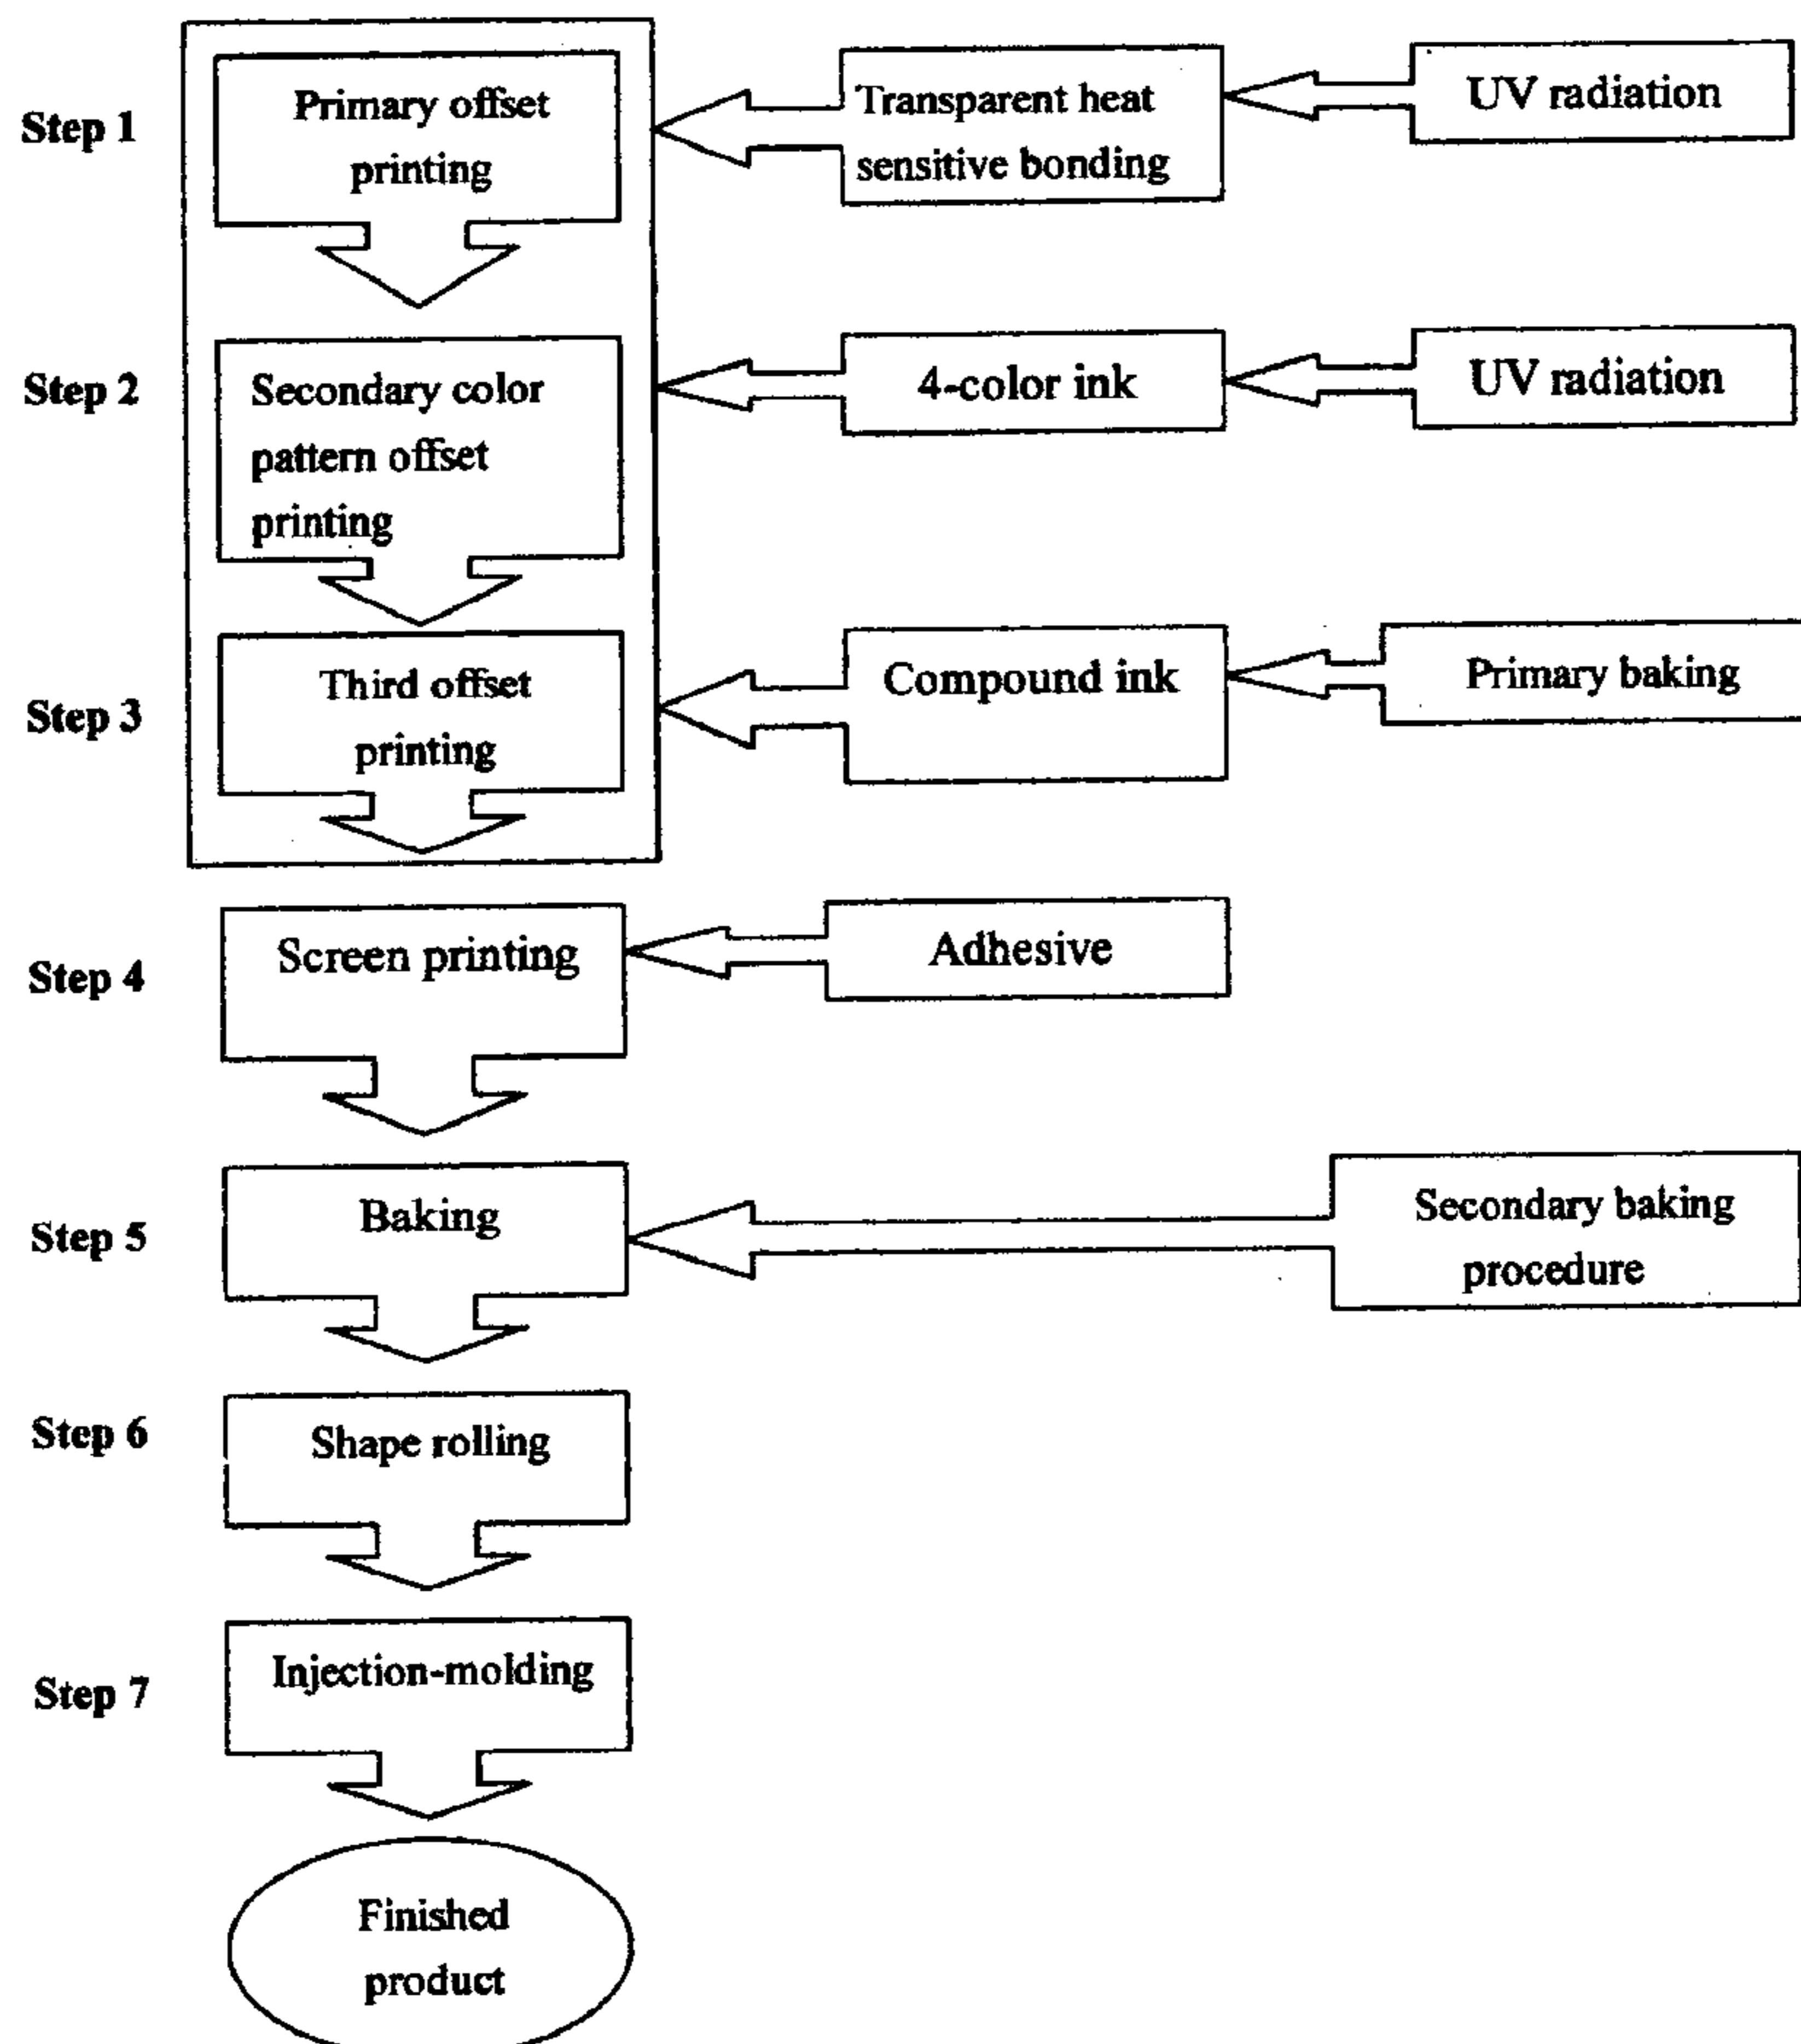 Step 1
Primary offset
printing
Transparent heat
sensitive bonding
UV radiation
Step 2
Secondary color
pattern offset
printing
4-color ink
UV radiation
Step 3
Third offset
printing
Compound ink
Primary baking
Step 4
Screen printing
Adhesive
Step 5
Baking
Secondary baking
procedure
Step 6
Shape rolling
Step 7
Injection-molding
Finished
product